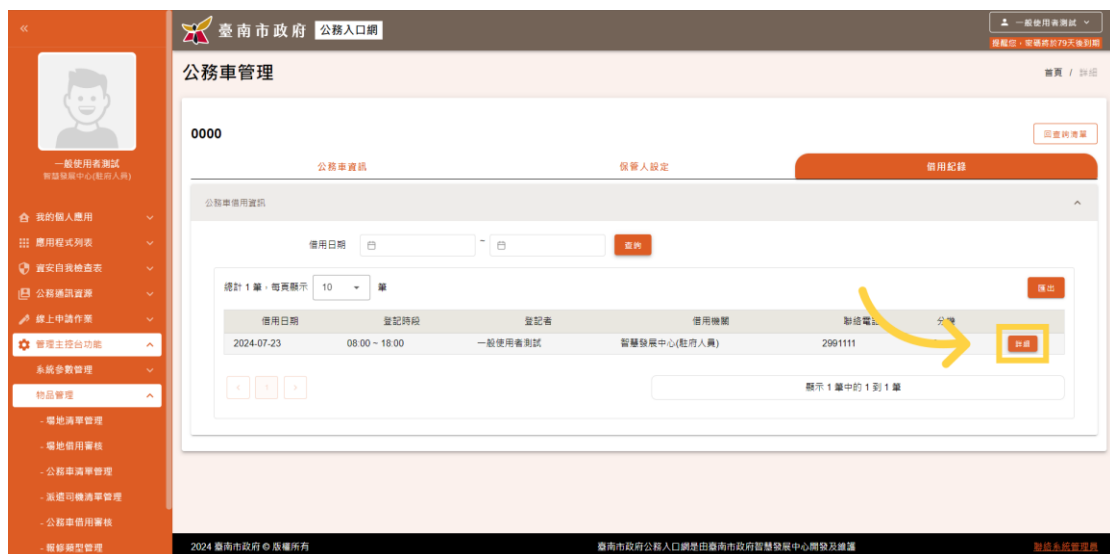 «
臺南市政府 公務入口網
一般使用者測試
提醒您，密碼將於79天後到期
公務車管理
首頁 / 詳細
一般使用者測試
智慧發展中心(駐府人員)
我的個人應用
應用程式列表
資安自我檢查表
公務通訊資源
線上申請作業
管理主控台功能
系統參數管理
物品管理
- 場地清單管理
- 場地借用審核
- 公務車清單管理
- 派遣司機清單管理
- 公務車借用審核
- 報修類型管理
0000
回查詢清單
公務車資訊 保管人設定 借用紀錄
公務車借用資訊
借用日期 ~ 查詢
總計 1 筆，每頁顯示 10 筆
匯出
借用日期 登記時段 登記者 借用機關 聯絡電話 分機
2024-07-23 08:00 ~ 18:00 一般使用者測試 智慧發展中心(駐府人員) 2991111 詳細
‹ 1 ›
顯示 1 筆中的 1 到 1 筆
2024 臺南市政府 © 版權所有
臺南市政府公務入口網是由臺南市政府智慧發展中心開發及維護
聯絡系統管理員